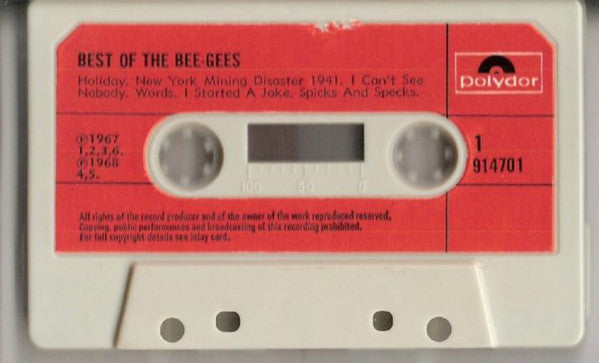 BEST OF THE BEE-GEES
Holiday. New York Mining Disaster 1941. I Can't See
Nobody. Words. I Started A Joke. Spicks And Specks.
polydor
℗1967
1,2,3,6.
℗1968
4,5.
1
914701
100 50 0
All rights of the record producer and of the owner of the work reproduced reserved.
Copying, public performances and broadcasting of this recording prohibited.
For full copyright details see inlay card.